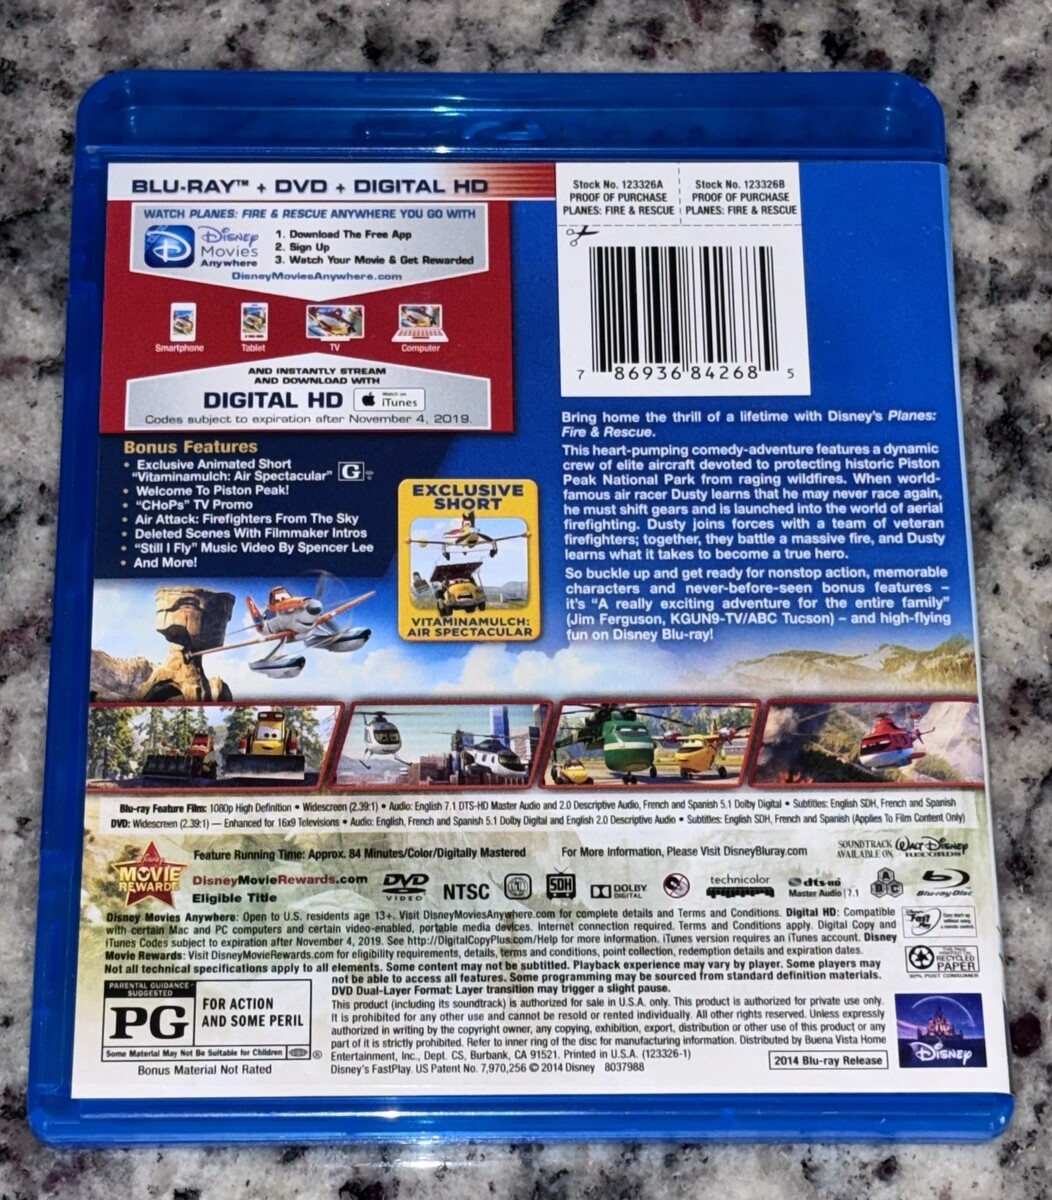 BLU-RAY™ + DVD + DIGITAL HD
WATCH PLANES: FIRE & RESCUE ANYWHERE YOU GO WITH
Disney
Movies
Anywhere
1. Download The Free App
2. Sign Up
3. Watch Your Movie & Get Rewarded
DisneyMoviesAnywhere.com
Smartphone
Tablet
TV
Computer
AND INSTANTLY STREAM
AND DOWNLOAD WITH
DIGITAL HD
Watch on
iTunes
Codes subject to expiration after November 4, 2019.
Stock No. 123326A
PROOF OF PURCHASE
PLANES: FIRE & RESCUE
Stock No. 123326B
PROOF OF PURCHASE
PLANES: FIRE & RESCUE
7 86936 84268 5
Bonus Features
• Exclusive Animated Short
"Vitaminamulch: Air Spectacular" G
• Welcome To Piston Peak!
• "CHoPs" TV Promo
• Air Attack: Firefighters From The Sky
• Deleted Scenes With Filmmaker Intros
• "Still I Fly" Music Video By Spencer Lee
• And More!
EXCLUSIVE
SHORT
VITAMINAMULCH:
AIR SPECTACULAR
Bring home the thrill of a lifetime with Disney's Planes:
Fire & Rescue.
This heart-pumping comedy-adventure features a dynamic
crew of elite aircraft devoted to protecting historic Piston
Peak National Park from raging wildfires. When world-
famous air racer Dusty learns that he may never race again,
he must shift gears and is launched into the world of aerial
firefighting. Dusty joins forces with a team of veteran
firefighters; together, they battle a massive fire, and Dusty
learns what it takes to become a true hero.
So buckle up and get ready for nonstop action, memorable
characters and never-before-seen bonus features –
it's "A really exciting adventure for the entire family"
(Jim Ferguson, KGUN9-TV/ABC Tucson) – and high-flying
fun on Disney Blu-ray!
Blu-ray Feature Film: 1080p High Definition • Widescreen (2.39:1) • Audio: English 7.1 DTS-HD Master Audio and 2.0 Descriptive Audio, French and Spanish 5.1 Dolby Digital • Subtitles: English SDH, French and Spanish
DVD: Widescreen (2.39:1) — Enhanced for 16x9 Televisions • Audio: English, French and Spanish 5.1 Dolby Digital and English 2.0 Descriptive Audio • Subtitles: English SDH, French and Spanish (Applies To Film Content Only)
Disney
MOVIE
REWARDS
Feature Running Time: Approx. 84 Minutes/Color/Digitally Mastered
For More Information, Please Visit DisneyBluray.com
SOUNDTRACK
AVAILABLE ON
WALT DISNEY
RECORDS
DisneyMovieRewards.com
Eligible Title
DVD
VIDEO
NTSC
SDH
DOLBY
DIGITAL
technicolor
dts-HD
Master Audio 7.1
A
B C
Blu-ray Disc
Disney Movies Anywhere: Open to U.S. residents age 13+. Visit DisneyMoviesAnywhere.com for complete details and Terms and Conditions. Digital HD: Compatible
with certain Mac and PC computers and certain video-enabled, portable media devices. Internet connection required. Terms and Conditions apply. Digital Copy and
iTunes Codes subject to expiration after November 4, 2019. See http://DigitalCopyPlus.com/Help for more information. iTunes version requires an iTunes account. Disney
Movie Rewards: Visit DisneyMovieRewards.com for eligibility requirements, details, terms and conditions, point collection, redemption details and expiration dates.
Not all technical specifications apply to all elements. Some content may not be subtitled. Playback experience may vary by player. Some players may
not be able to access all features. Some programming may be sourced from standard definition materials.
DVD Dual-Layer Format: Layer transition may trigger a slight pause.
RECYCLED
PAPER
30% POST CONSUMER
PARENTAL GUIDANCE
SUGGESTED
PG
FOR ACTION
AND SOME PERIL
Some Material May Not Be Suitable for Children
®
Bonus Material Not Rated
This product (including its soundtrack) is authorized for sale in U.S.A. only. This product is authorized for private use only.
It is prohibited for any other use and cannot be resold or rented individually. All other rights reserved. Unless expressly
authorized in writing by the copyright owner, any copying, exhibition, export, distribution or other use of this product or any
part of it is strictly prohibited. Refer to inner ring of the disc for manufacturing information. Distributed by Buena Vista Home
Entertainment, Inc., Dept. CS, Burbank, CA 91521. Printed in U.S.A. (123326-1)
Disney's FastPlay. US Patent No. 7,970,256 © 2014 Disney 8037988
2014 Blu-ray Release
Disney